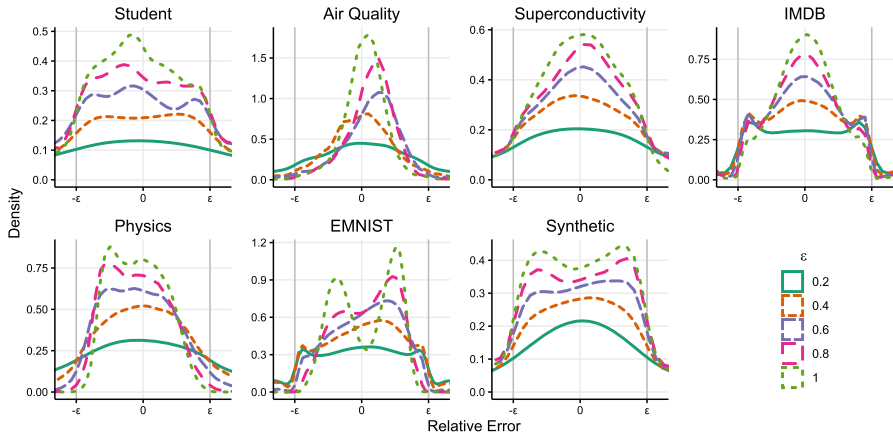 Student Air Quality Superconductivity IMDB
0.5 0.4 0.3 0.2 0.1 0.0
1.5 1.0 0.5 0.0
0.6 0.4 0.2 0.0
0.75 0.50 0.25 0.00
-ε 0 ε -ε 0 ε -ε 0 ε -ε 0 ε
Density
Physics EMNIST Synthetic
0.75 0.50 0.25 0.00
1.2 0.9 0.6 0.3 0.0
0.4 0.3 0.2 0.1 0.0
-ε 0 ε -ε 0 ε -ε 0 ε
Relative Error
ε
0.2
0.4
0.6
0.8
1